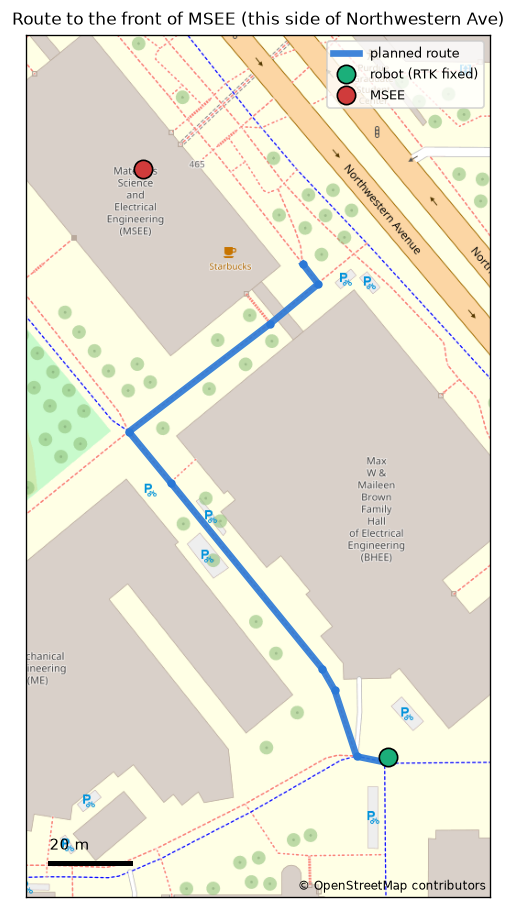 Route to the front of MSEE (this side of Northwestern Ave)
planned route
robot (RTK fixed)
MSEE
465
Materials
Science
and
Electrical
Engineering
(MSEE)
Starbucks
Northwestern Avenue
North
Max
W &
Maileen
Brown
Family
Hall
of Electrical
Engineering
(BHEE)
chanical
ineering
(ME)
20 m
© OpenStreetMap contributors